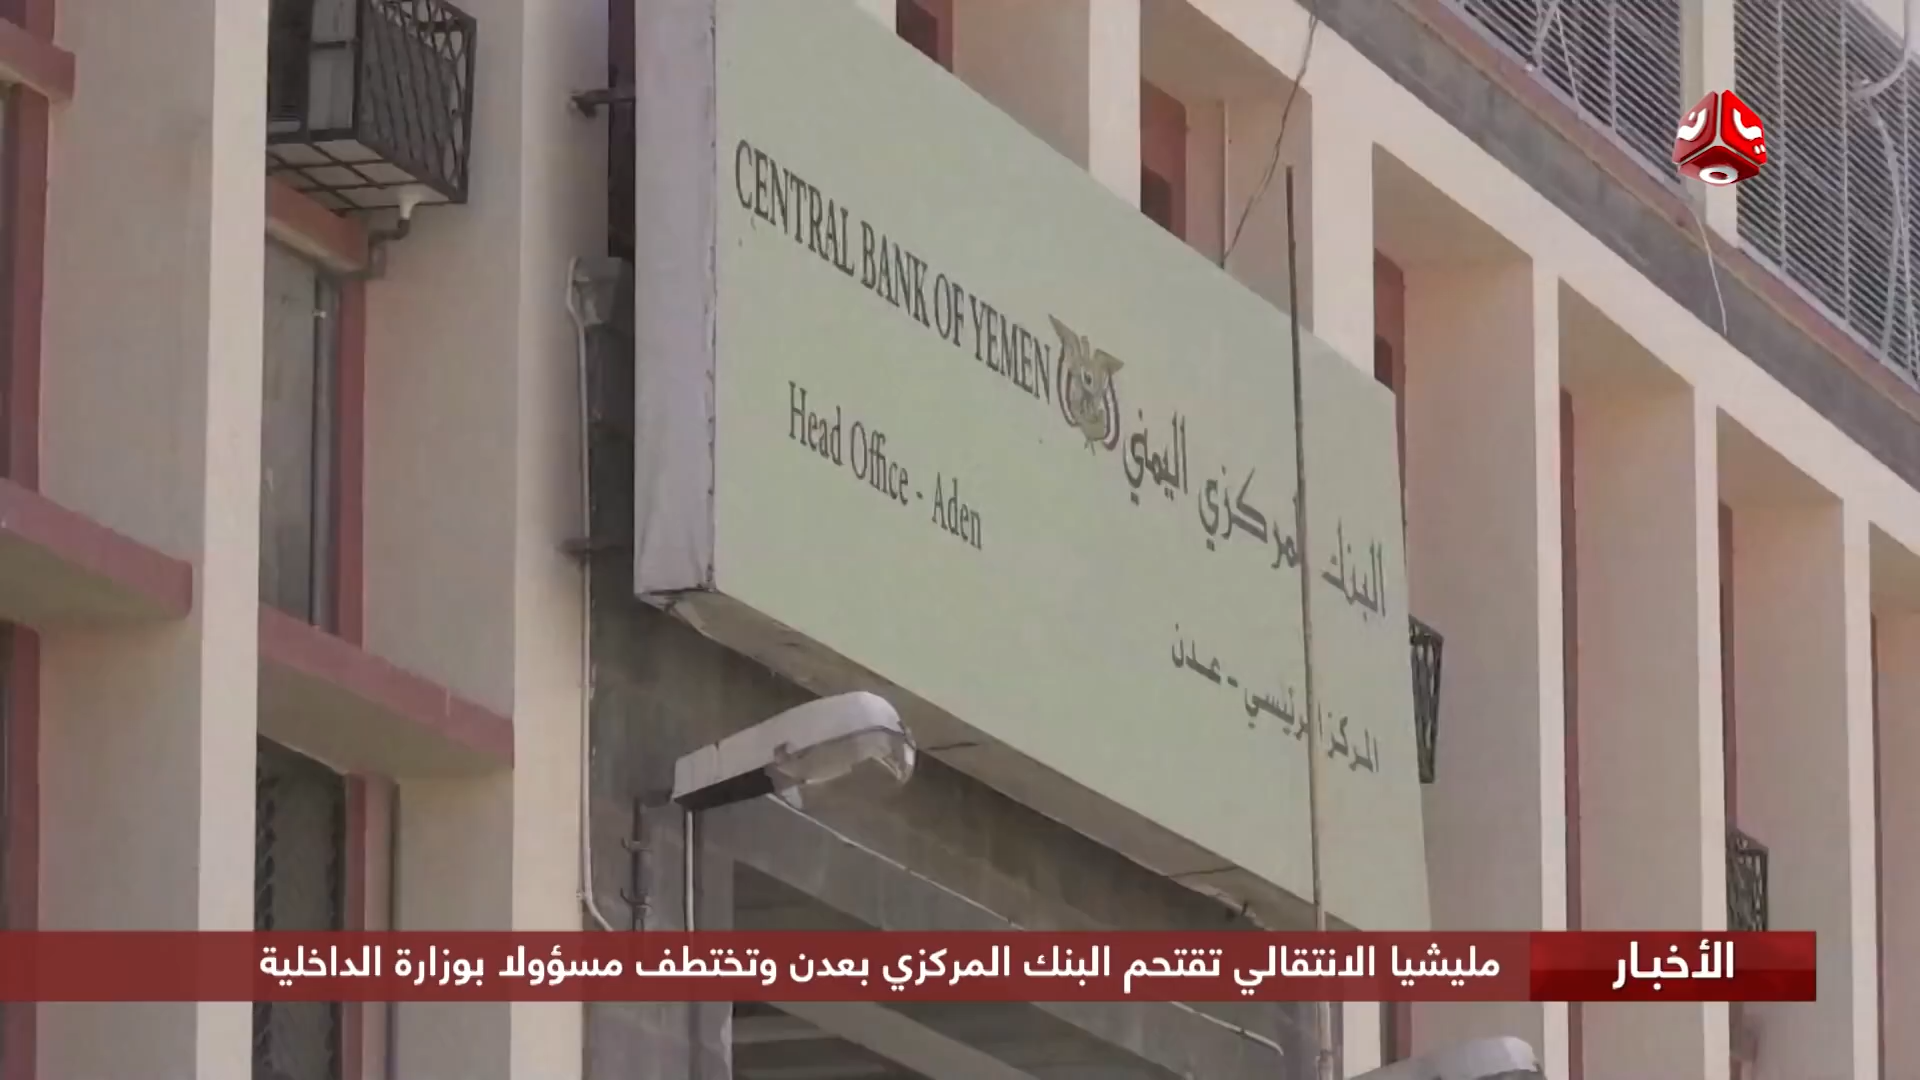 CENTRAL BANK OF YEMEN
البنك المركزي اليمني
Head Office - Aden
المركز الرئيسي - عدن
الأخبار
مليشيا الانتقالي تقتحم البنك المركزي بعدن وتختطف مسؤولا بوزارة الداخلية